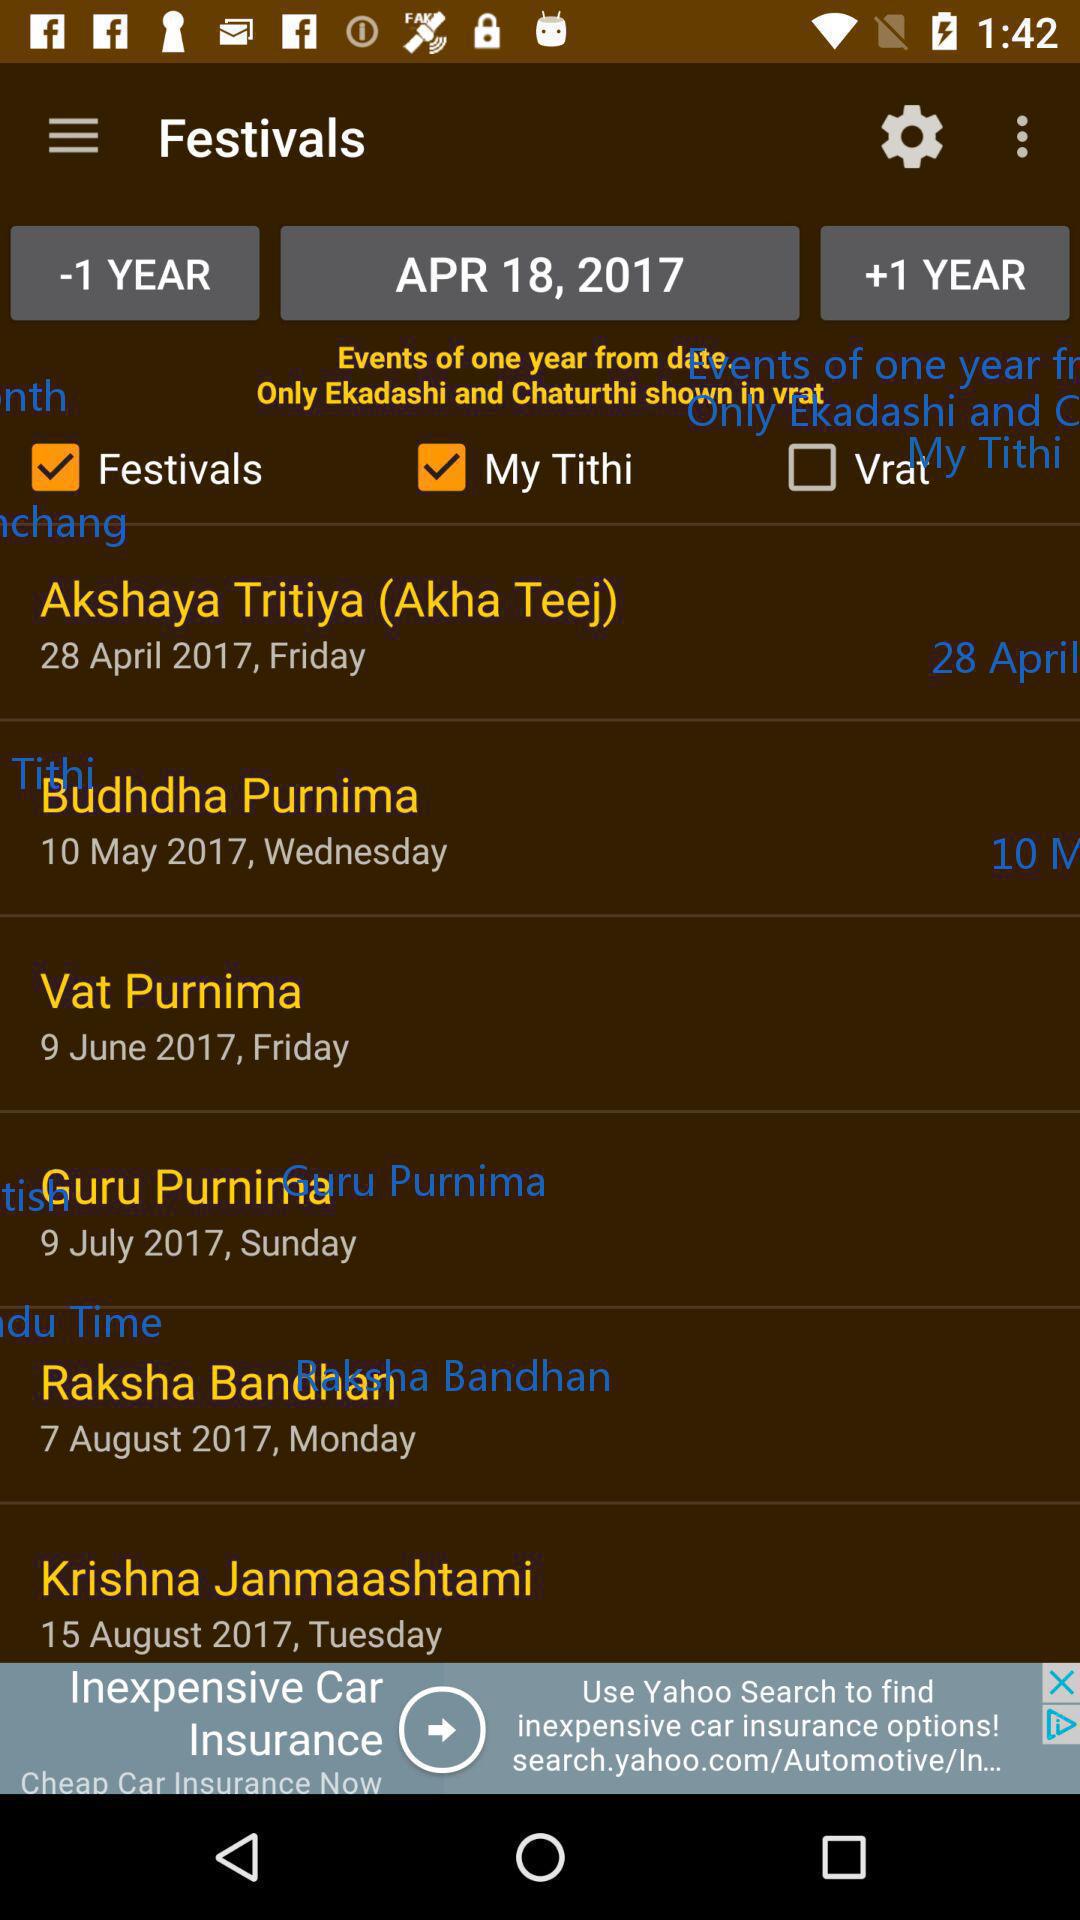 FAKE
1:42
Festivals
-1 YEAR
APR 18, 2017
+1 YEAR
Events of one year from date.
Only Ekadashi and Chaturthi shown in vrat
Events of one year fr
Only Ekadashi and C
nth
My Tithi
Festivals
My Tithi
Vrat
nchang
Akshaya Tritiya (Akha Teej)
28 April 2017, Friday
28 April
Tithi
Budhdha Purnima
10 May 2017, Wednesday
10 M
Vat Purnima
9 June 2017, Friday
Guru Purnima
Guru Purnima
tish
9 July 2017, Sunday
ndu Time
Raksha Bandhan
Raksha Bandhan
7 August 2017, Monday
Krishna Janmaashtami
15 August 2017, Tuesday
Inexpensive Car
Insurance
Cheap Car Insurance Now
Use Yahoo Search to find
inexpensive car insurance options!
search.yahoo.com/Automotive/In...